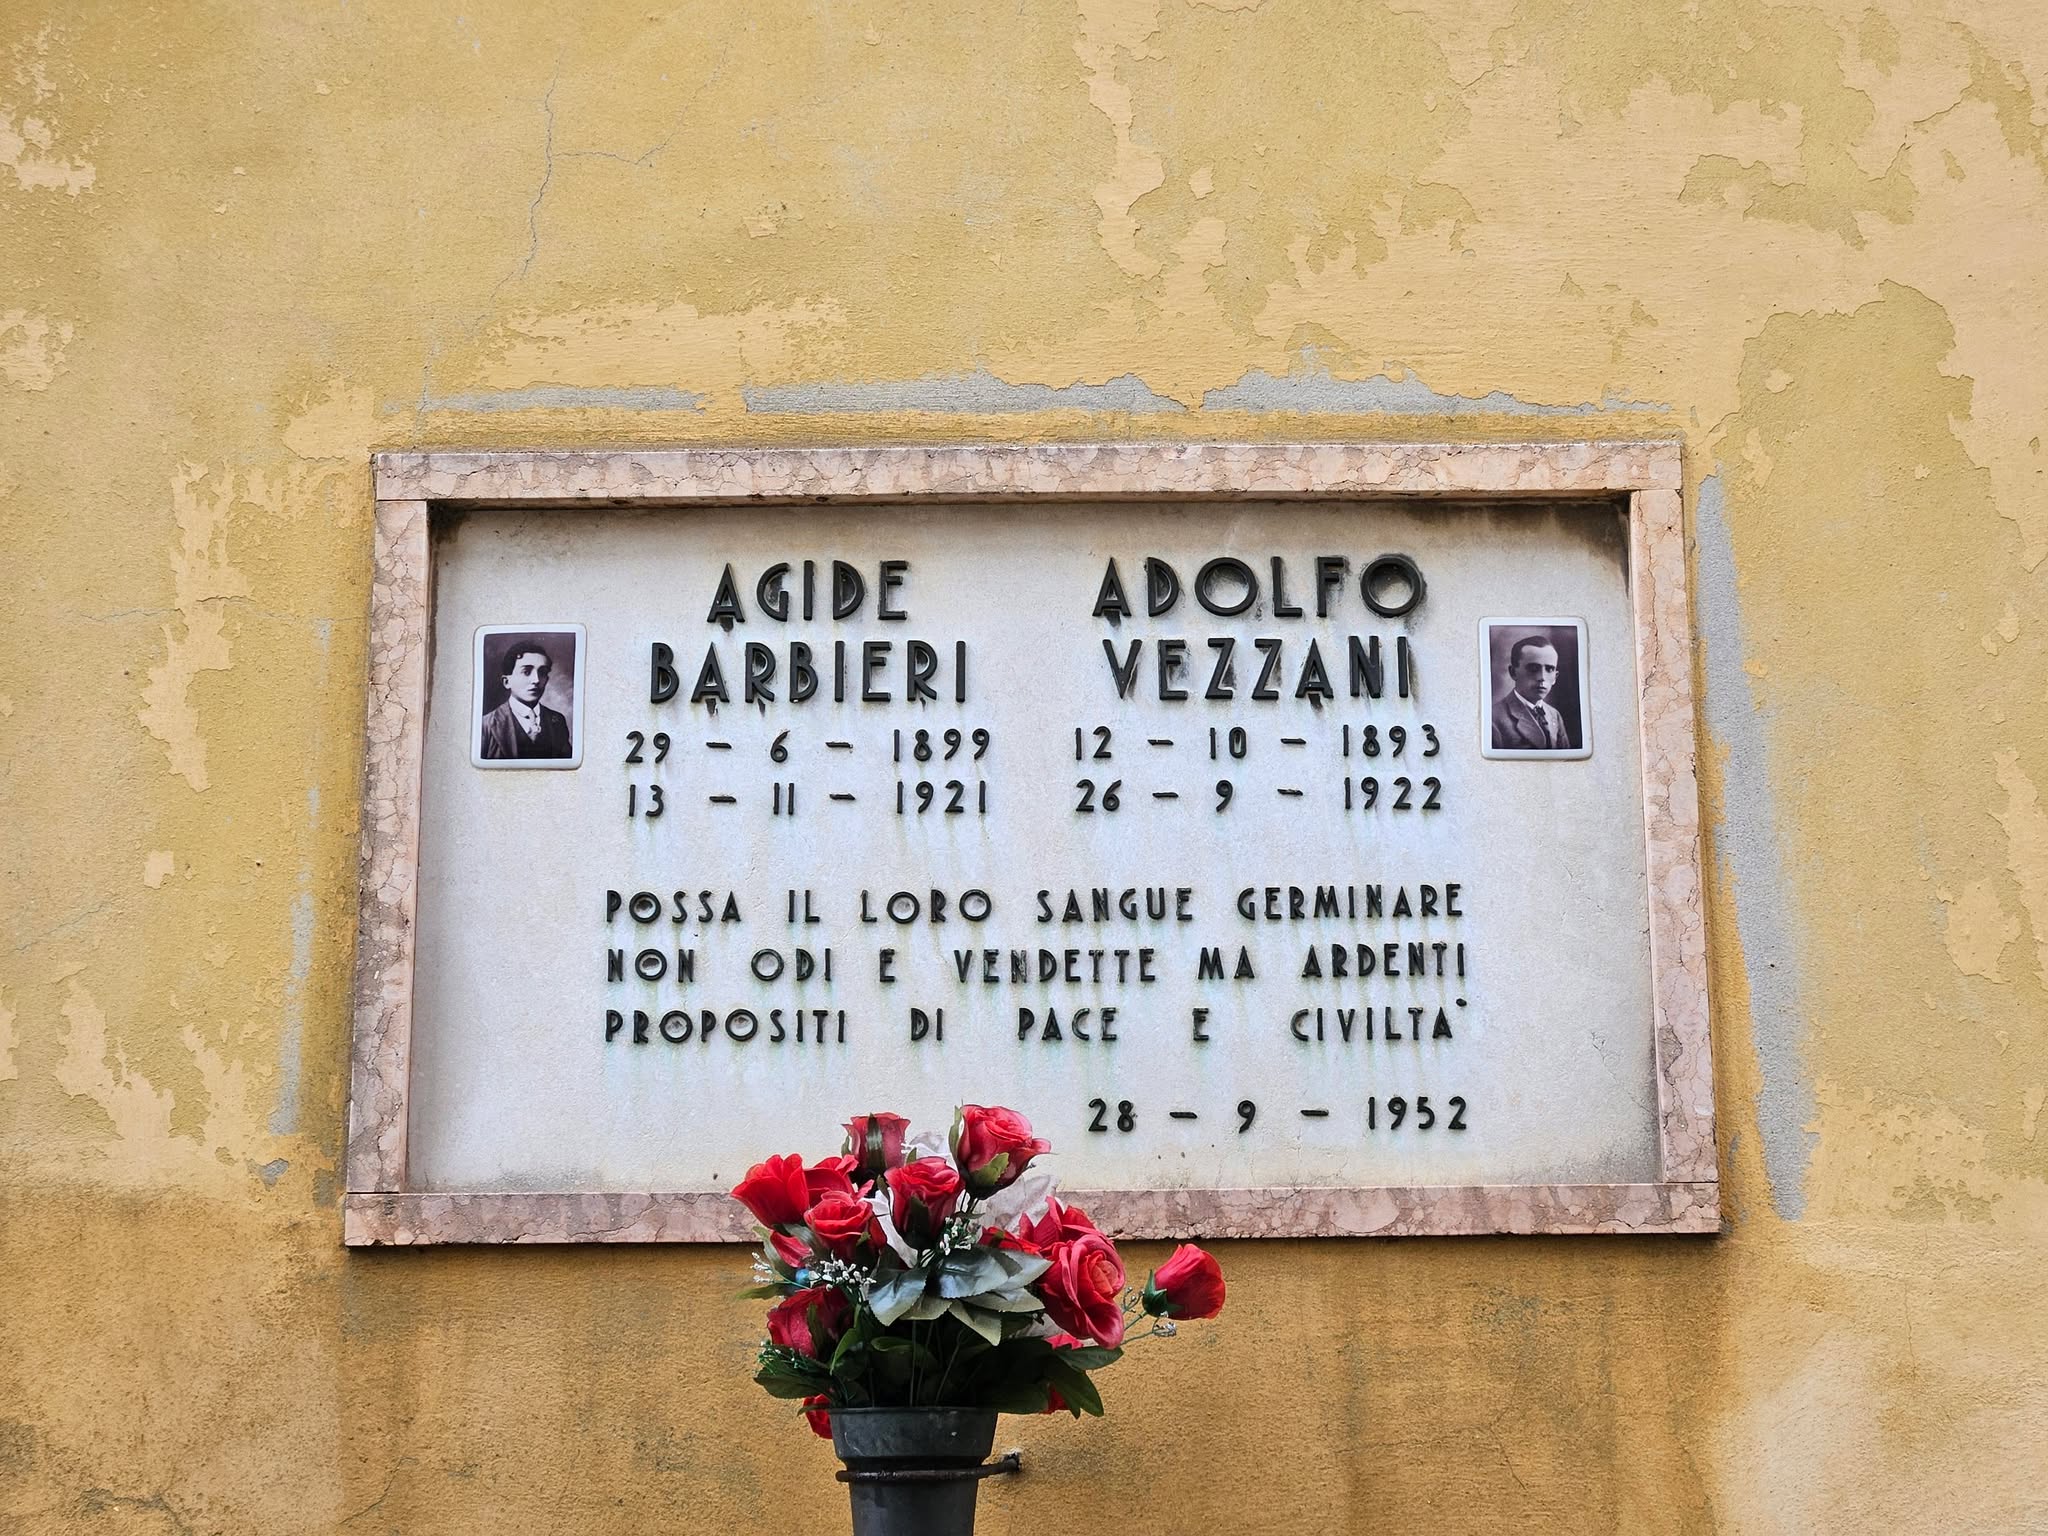 AGIDE
BARBIERI
29 - 6 - 1899
13 - 11 - 1921
ADOLFO
VEZZANI
12 - 10 - 1893
26 - 9 - 1922
POSSA IL LORO SANGUE GERMINARE
NON ODI E VENDETTE MA ARDENTI
PROPOSITI DI PACE E CIVILTA'
28 - 9 - 1952